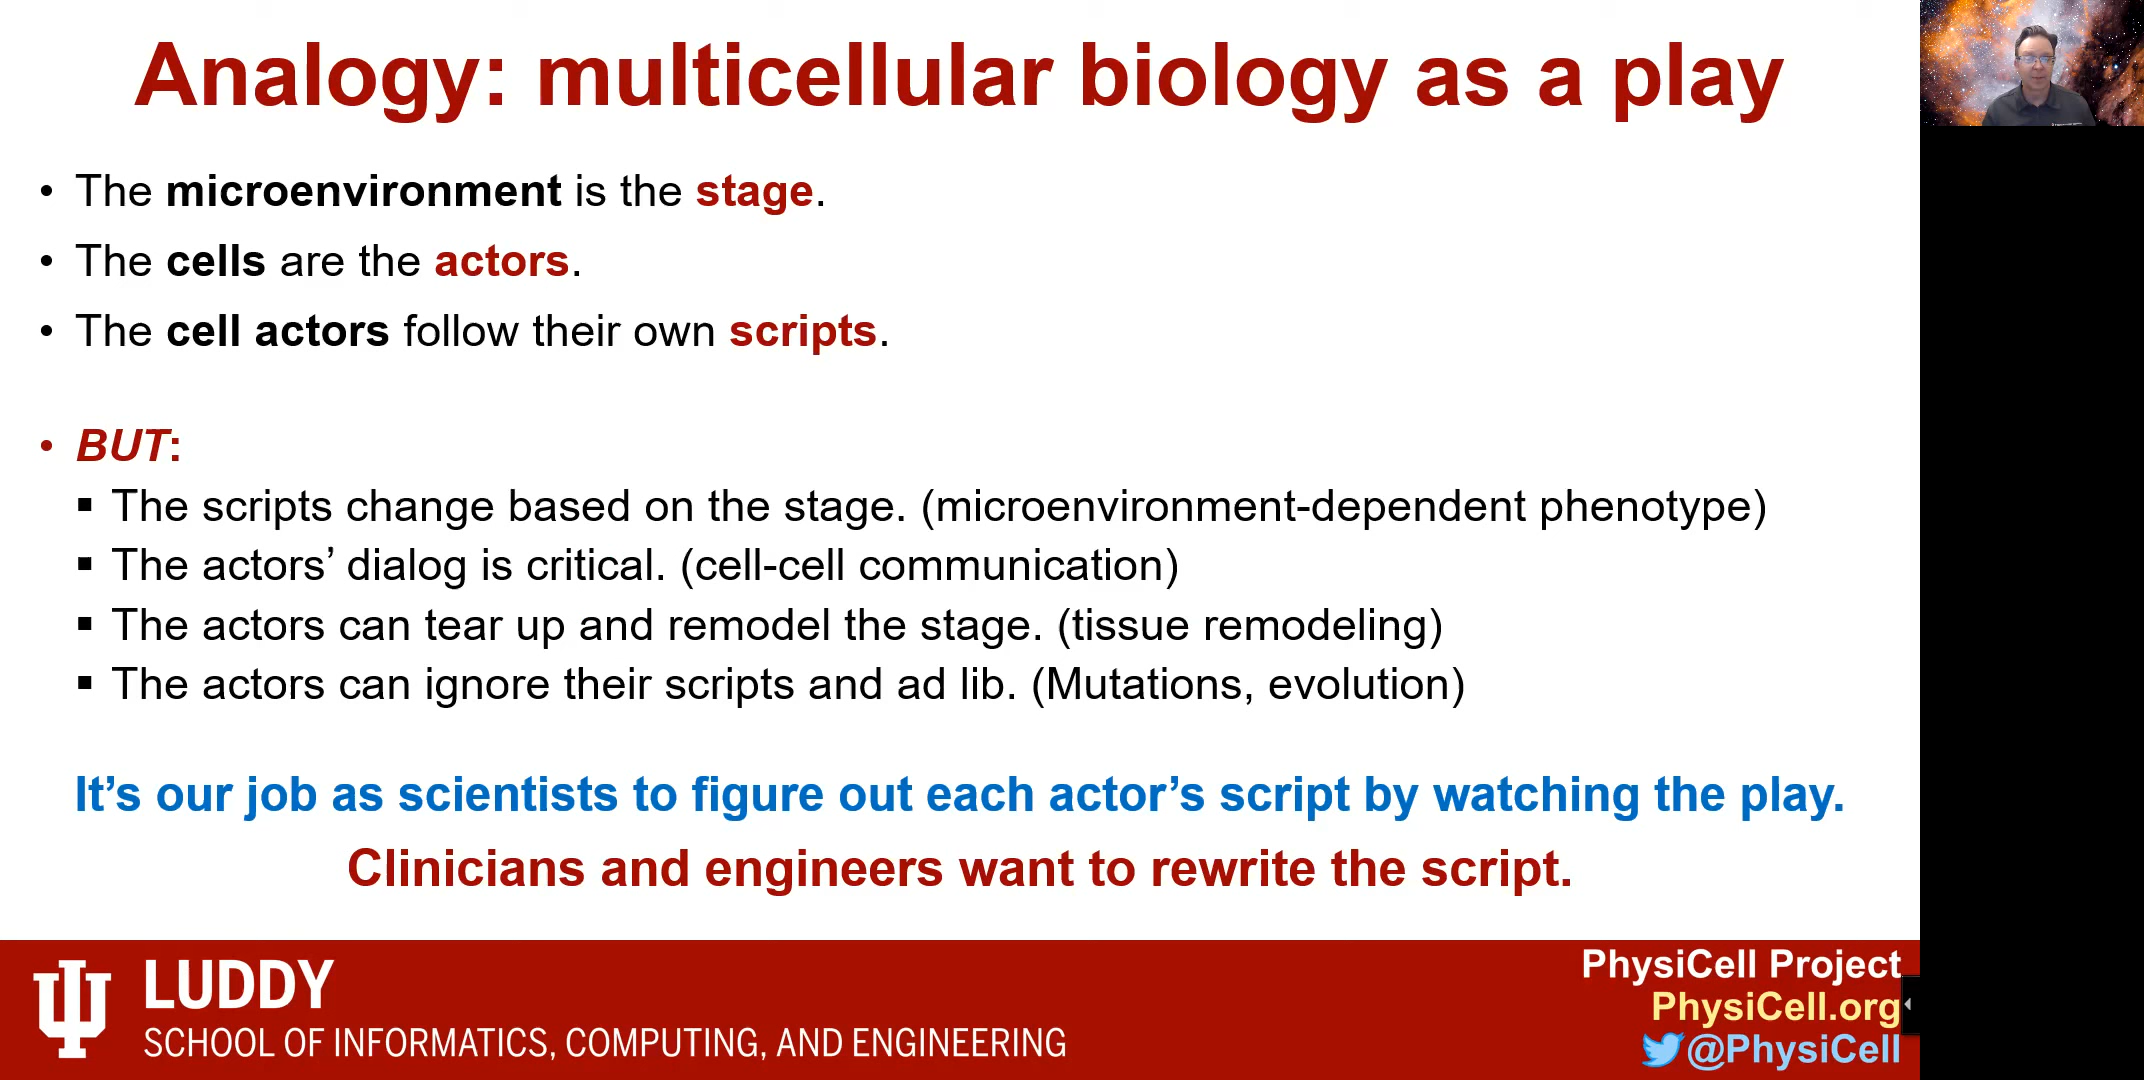 Analogy: multicellular biology as a play
• The microenvironment is the stage.
• The cells are the actors.
• The cell actors follow their own scripts.
• BUT:
▪ The scripts change based on the stage. (microenvironment-dependent phenotype)
▪ The actors’ dialog is critical. (cell-cell communication)
▪ The actors can tear up and remodel the stage. (tissue remodeling)
▪ The actors can ignore their scripts and ad lib. (Mutations, evolution)
It’s our job as scientists to figure out each actor’s script by watching the play.
Clinicians and engineers want to rewrite the script.
LUDDY
SCHOOL OF INFORMATICS, COMPUTING, AND ENGINEERING
PhysiCell Project
PhysiCell.org
@PhysiCell